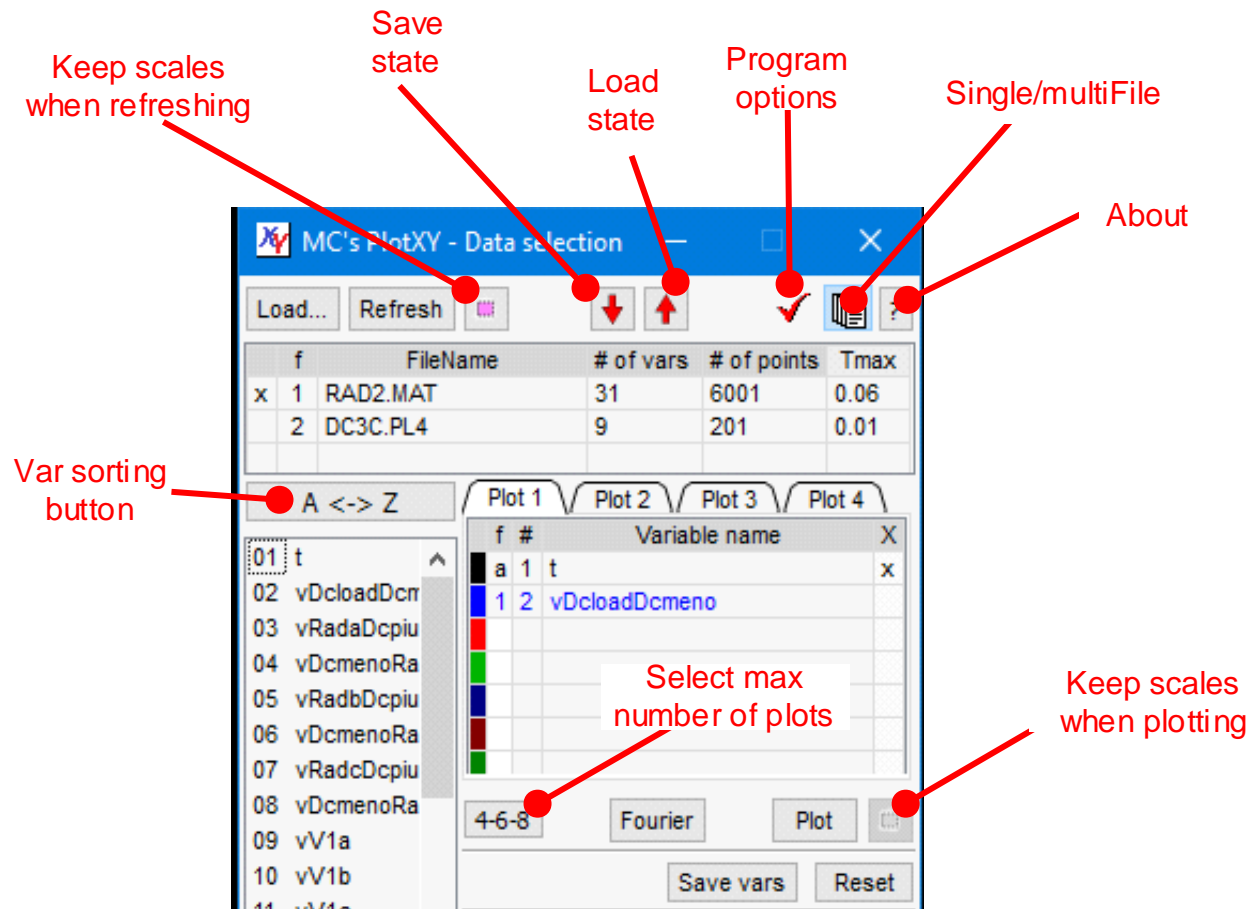 Save
state
Keep scales
when refreshing
Load
state
Program
options
Single/multiFile
About
MC's PlotXY - Data selection
Load... Refresh ?
f FileName # of vars # of points Tmax
x 1 RAD2.MAT 31 6001 0.06
2 DC3C.PL4 9 201 0.01
Var sorting
button
A <-> Z
Plot 1 Plot 2 Plot 3 Plot 4
f # Variable name X
a 1 t x
1 2 vDcloadDcmeno
01 t
02 vDcloadDcm
03 vRadaDcpiu
04 vDcmenoRa
05 vRadbDcpiu
06 vDcmenoRa
07 vRadcDcpiu
08 vDcmenoRa
09 vV1a
10 vV1b
Select max
number of plots
Keep scales
when plotting
4-6-8 Fourier Plot
Save vars Reset